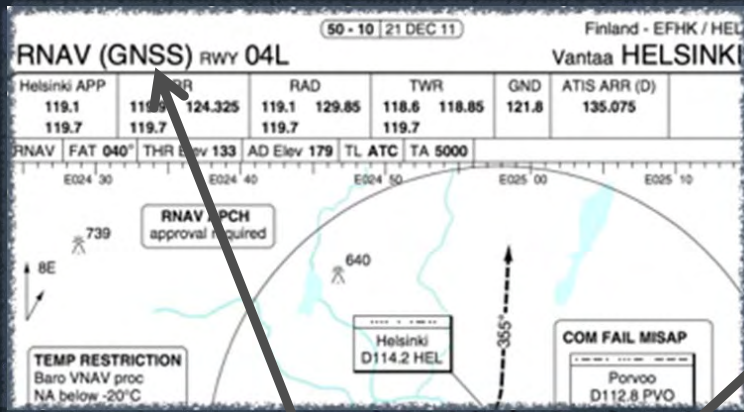 50 - 10 21 DEC 11
Finland - EFHK / HEL
RNAV (GNSS) RWY 04L
Vantaa HELSINKI
Helsinki APP ARR RAD TWR GND ATIS ARR (D)
119.1 124.325 119.1 129.85 118.6 118.85 121.8 135.075
119.7 119.7 119.7 119.7
RNAV FAT 040° THR Elev 133 AD Elev 179 TL ATC TA 5000
E024 30 E024 40 E024 50 E025 00 E025 10
RNAV APCH
approval required
739
640
8E
355°
Helsinki
D114.2 HEL
COM FAIL MISAP
Porvoo
D112.8 PVO
TEMP RESTRICTION
Baro VNAV proc
NA below -20°C